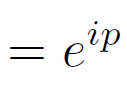 = e^{ip}